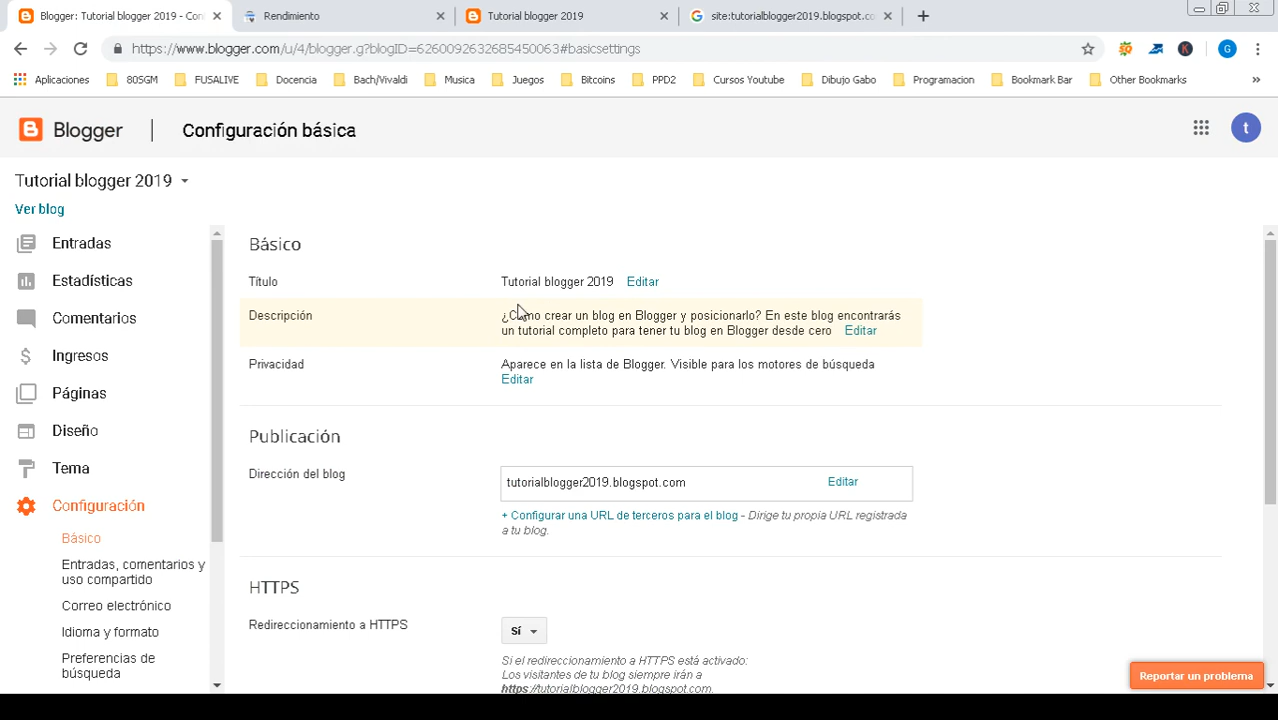 Blogger: Tutorial blogger 2019 - Con
Rendimiento
Tutorial blogger 2019
site:tutorialblogger2019.blogspot.co
https://www.blogger.com/u/4/blogger.g?blogID=6260092632685450063#basicsettings
G
Aplicaciones
80SGM
FUSALIVE
Docencia
Bach/Vivaldi
Musica
Juegos
Bitcoins
PPD2
Cursos Youtube
Dibujo Gabo
Programacion
Bookmark Bar
Other Bookmarks
»
Blogger
Configuración básica
t
Tutorial blogger 2019
Ver blog
Entradas
Estadísticas
Comentarios
Ingresos
Páginas
Diseño
Tema
Configuración
Básico
Entradas, comentarios y
uso compartido
Correo electrónico
Idioma y formato
Preferencias de
búsqueda
Básico
Título
Tutorial blogger 2019 Editar
Descripción
¿Cómo crear un blog en Blogger y posicionarlo? En este blog encontrarás
un tutorial completo para tener tu blog en Blogger desde cero Editar
Privacidad
Aparece en la lista de Blogger. Visible para los motores de búsqueda
Editar
Publicación
Dirección del blog
tutorialblogger2019.blogspot.com Editar
+ Configurar una URL de terceros para el blog - Dirige tu propia URL registrada
a tu blog.
HTTPS
Redireccionamiento a HTTPS
Sí
Si el redireccionamiento a HTTPS está activado:
Los visitantes de tu blog siempre irán a
https://tutorialblogger2019.blogspot.com.
Reportar un problema